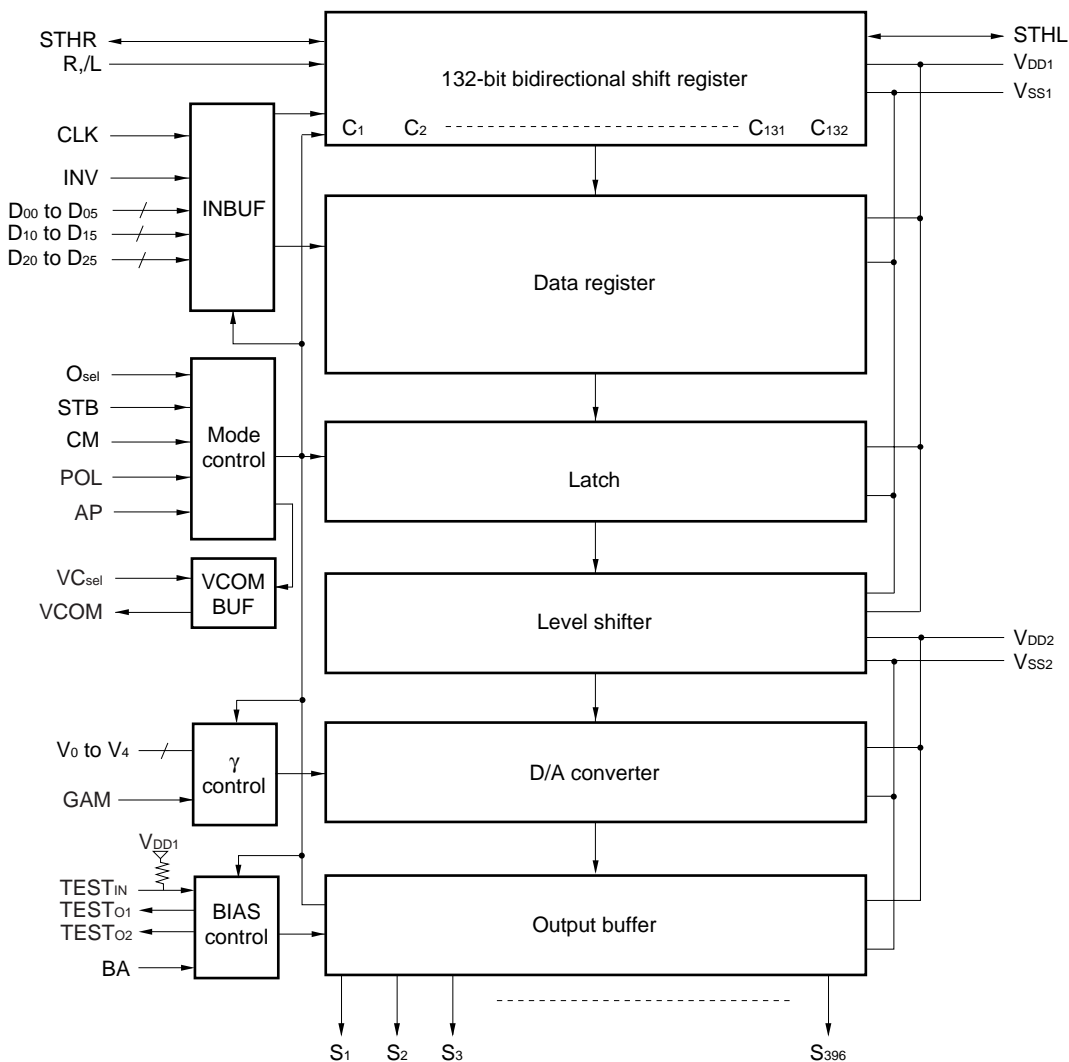 STHR
STHL
R,/L
132-bit bidirectional shift register
VDD1
VSS1
C1 C2 C131 C132
CLK
INV
D00 to D05
D10 to D15
D20 to D25
INBUF
Data register
Osel
STB
CM
POL
AP
Mode
control
Latch
VCsel
VCOM
VCOM
BUF
Level shifter
VDD2
VSS2
V0 to V4
GAM
γ
control
D/A converter
VDD1
TESTIN
TESTO1
TESTO2
BA
BIAS
control
Output buffer
S1 S2 S3 S396